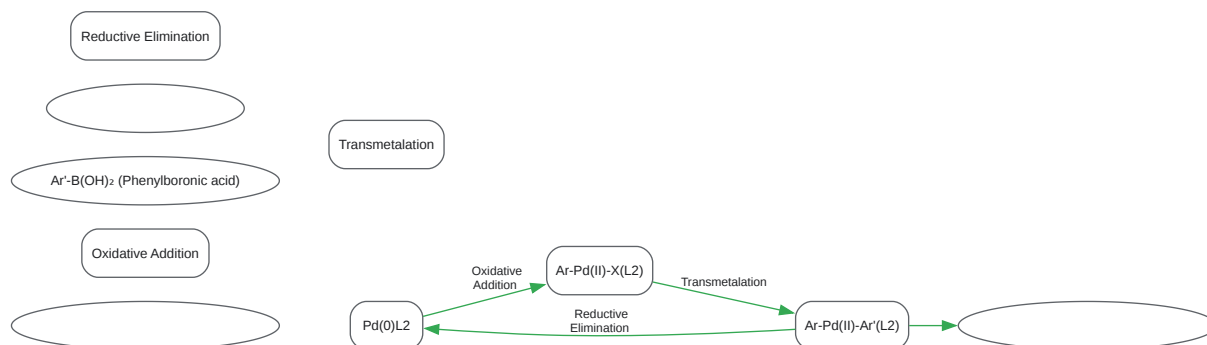 Reductive Elimination
Transmetalation
Ar'-B(OH)₂ (Phenylboronic acid)
Oxidative Addition
Oxidative
Addition
Ar-Pd(II)-X(L2)
Transmetalation
Reductive
Elimination
Pd(0)L2
Ar-Pd(II)-Ar'(L2)